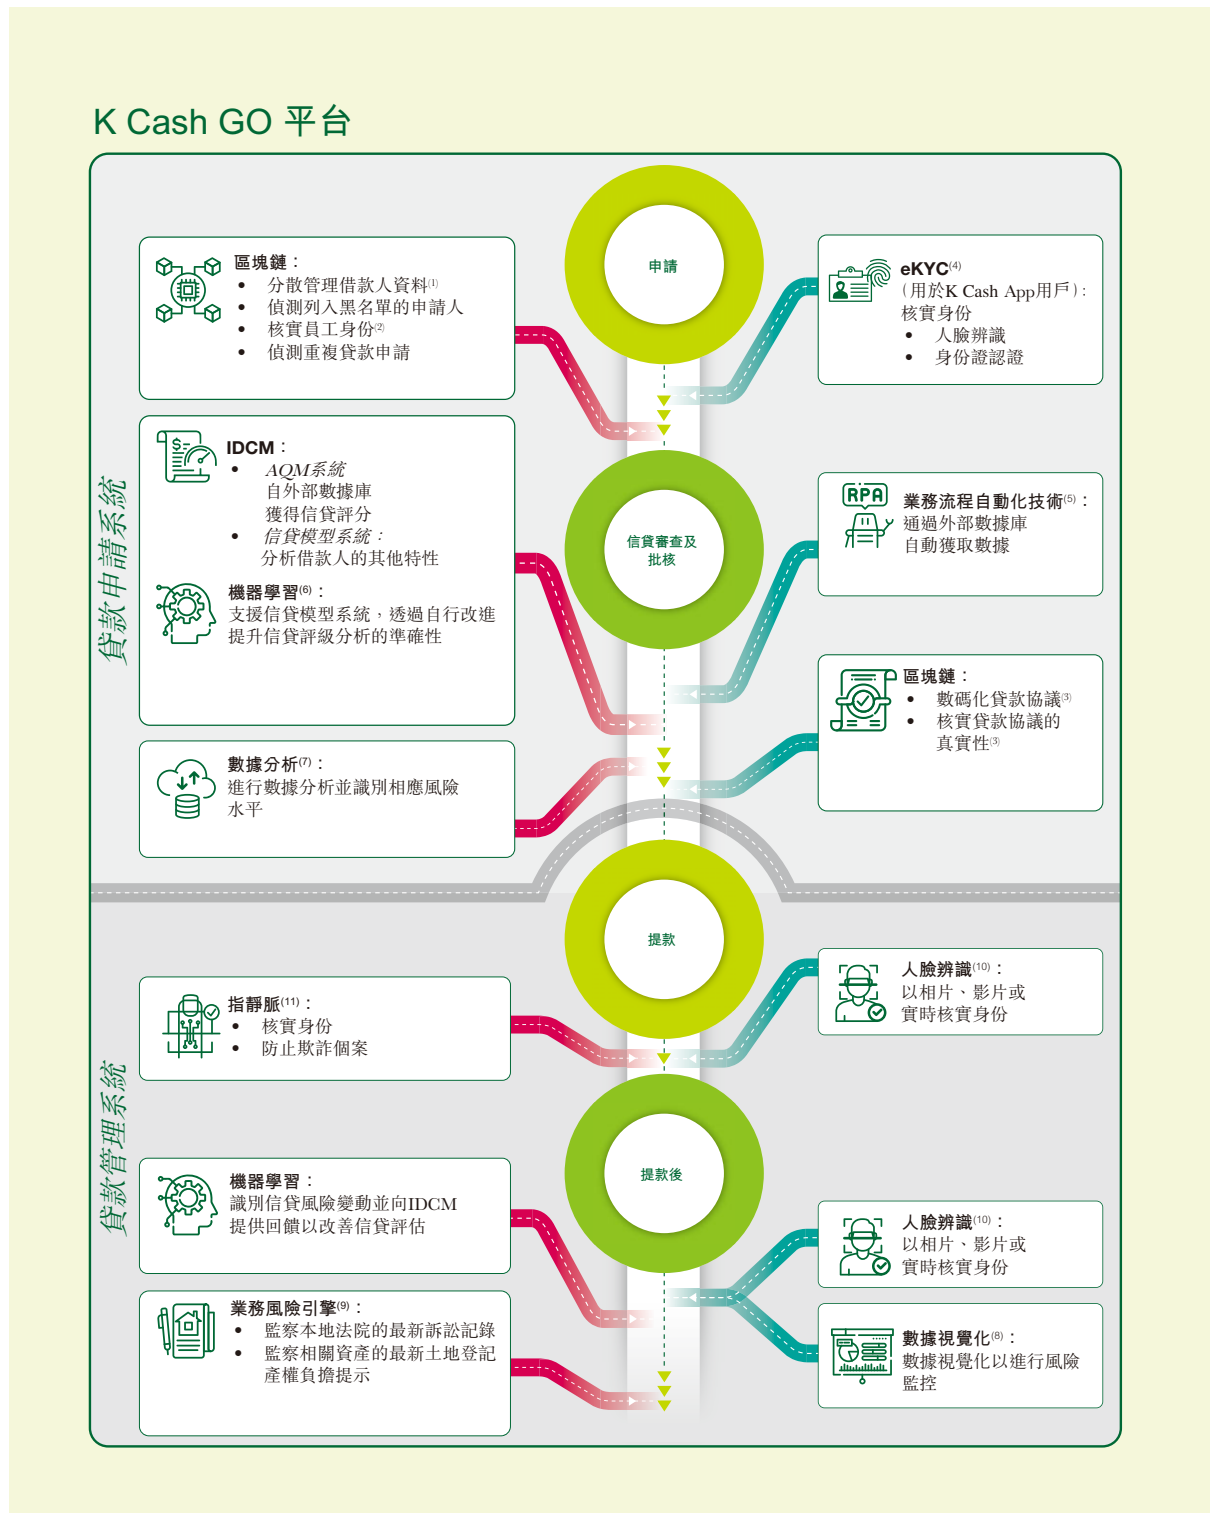 K Cash GO 平台
貸款申請系統
申請
區塊鏈：
• 分散管理借款人資料(1)
• 偵測列入黑名單的申請人
• 核實員工身份(2)
• 偵測重複貸款申請
eKYC(4)
（用於K Cash App用戶）：
核實身份
• 人臉辨識
• 身份證認證
IDCM：
• AQM系統
自外部數據庫
獲得信貸評分
• 信貸模型系統：
分析借款人的其他特性
機器學習(6)：
支援信貸模型系統，透過自行改進
提升信貸評級分析的準確性
信貸審查及
批核
RPA
業務流程自動化技術(5)：
通過外部數據庫
自動獲取數據
區塊鏈：
• 數碼化貸款協議(3)
• 核實貸款協議的
真實性(3)
數據分析(7)：
進行數據分析並識別相應風險
水平
貸款管理系統
提款
指靜脈(11)：
• 核實身份
• 防止欺詐個案
人臉辨識(10)：
以相片、影片或
實時核實身份
提款後
機器學習：
識別信貸風險變動並向IDCM
提供回饋以改善信貸評估
人臉辨識(10)：
以相片、影片或
實時核實身份
業務風險引擎(9)：
• 監察本地法院的最新訴訟記錄
• 監察相關資產的最新土地登記
產權負擔提示
數據視覺化(8)：
數據視覺化以進行風險
監控